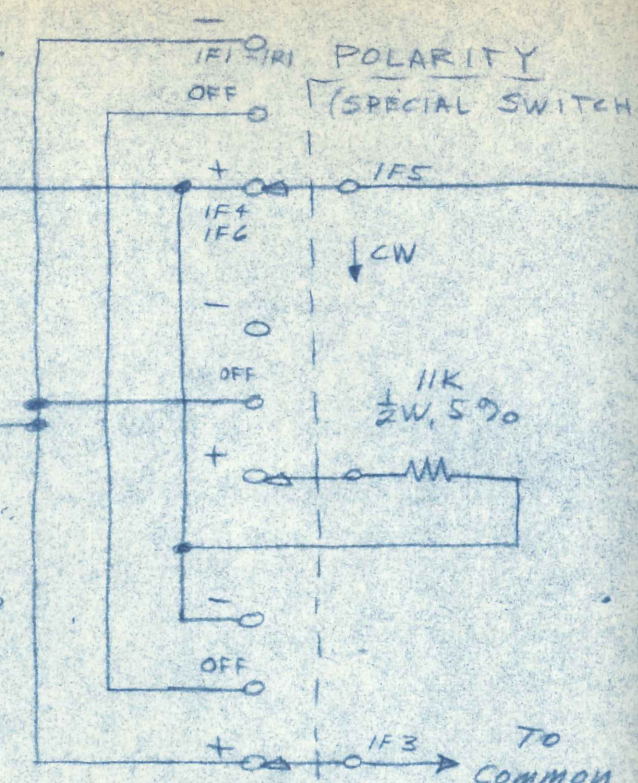 −
1F1 1R1 POLARITY
OFF (SPECIAL SWITCH
+ 1F5
1F4
1F6
CW
−
OFF 11K
½W, 5%
+
−
OFF
+ 1F3 TO
Common